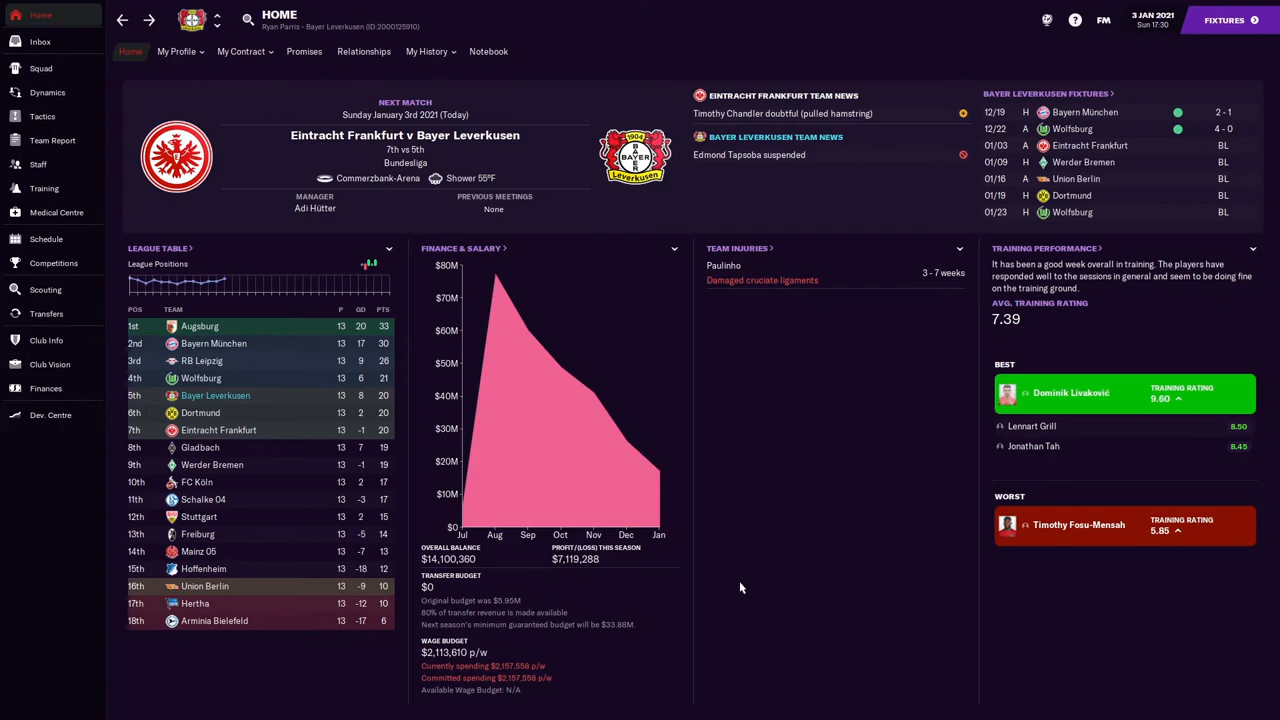 Home
HOME
Ryan Parris - Bayer Leverkusen (ID:2000125910)
FM
3 JAN 2021
Sun 17:30
FIXTURES
Inbox
Squad
Dynamics
Tactics
Team Report
Staff
Training
Medical Centre
Schedule
Competitions
Scouting
Transfers
Club Info
Club Vision
Finances
Dev. Centre
Home My Profile My Contract Promises Relationships My History Notebook
NEXT MATCH
Sunday January 3rd 2021 (Today)
Eintracht Frankfurt v Bayer Leverkusen
7th vs 5th
Bundesliga
Commerzbank-Arena Shower 55°F
MANAGER PREVIOUS MEETINGS
Adi Hütter None
1904
BAYER
BAYER
Leverkusen
EINTRACHT FRANKFURT TEAM NEWS
Timothy Chandler doubtful (pulled hamstring)
BAYER LEVERKUSEN TEAM NEWS
Edmond Tapsoba suspended
BAYER LEVERKUSEN FIXTURES
12/19 H Bayern München 2 - 1
12/22 A Wolfsburg 4 - 0
01/03 A Eintracht Frankfurt BL
01/09 H Werder Bremen BL
01/16 A Union Berlin BL
01/19 H Dortmund BL
01/23 H Wolfsburg BL
LEAGUE TABLE
League Positions
POS TEAM P GD PTS
1st Augsburg 13 20 33
2nd Bayern München 13 17 30
3rd RB Leipzig 13 9 26
4th Wolfsburg 13 6 21
5th Bayer Leverkusen 13 8 20
6th Dortmund 13 2 20
7th Eintracht Frankfurt 13 -1 20
8th Gladbach 13 7 19
9th Werder Bremen 13 -1 19
10th FC Köln 13 2 17
11th Schalke 04 13 -3 17
12th Stuttgart 13 2 15
13th Freiburg 13 -5 14
14th Mainz 05 13 -7 13
15th Hoffenheim 13 -18 12
16th Union Berlin 13 -9 10
17th Hertha 13 -12 10
18th Arminia Bielefeld 13 -17 6
FINANCE & SALARY
$80M
$70M
$60M
$50M
$40M
$30M
$20M
$10M
$0
Jul Aug Sep Oct Nov Dec Jan
OVERALL BALANCE PROFIT/(LOSS) THIS SEASON
$14,100,360 $7,119,288
TRANSFER BUDGET
$0
Original budget was $5.95M
80% of transfer revenue is made available
Next season's minimum guaranteed budget will be $33.88M.
WAGE BUDGET
$2,113,610 p/w
Currently spending $2,157,558 p/w
Committed spending $2,157,558 p/w
Available Wage Budget: N/A
TEAM INJURIES
Paulinho
Damaged cruciate ligaments
3 - 7 weeks
TRAINING PERFORMANCE
It has been a good week overall in training. The players have
responded well to the sessions in general and seem to be doing fine
on the training ground.
AVG. TRAINING RATING
7.39
BEST
Dominik Livaković TRAINING RATING
9.60
Lennart Grill 8.50
Jonathan Tah 8.45
WORST
Timothy Fosu-Mensah TRAINING RATING
5.85